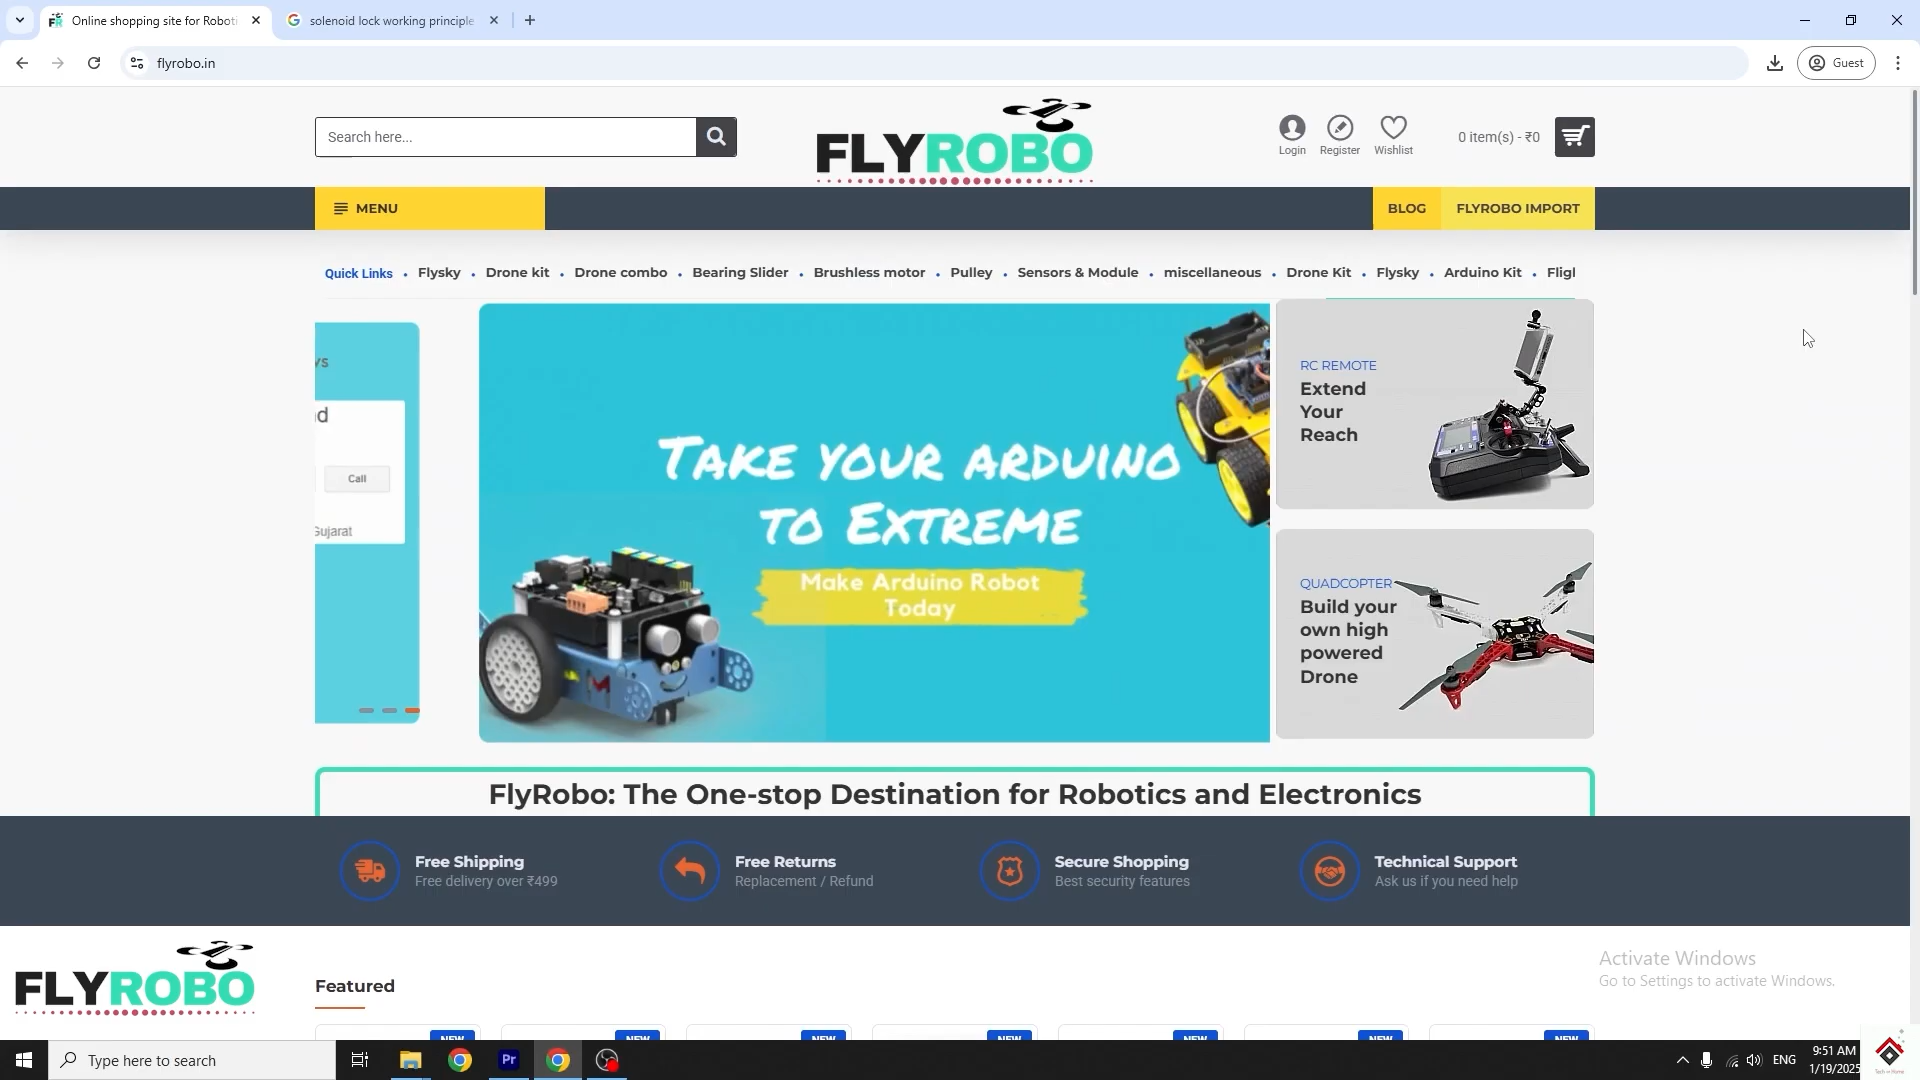 Online shopping site for Roboti
solenoid lock working principle
flyrobo.in
Guest
Search here...
FLYROBO
Login
Register
Wishlist
0 item(s) - ₹0
MENU
BLOG
FLYROBO IMPORT
Quick Links • Flysky • Drone kit • Drone combo • Bearing Slider • Brushless motor • Pulley • Sensors & Module • miscellaneous • Drone Kit • Flysky • Arduino Kit • Fligl
ys
d
Call
Gujarat
TAKE YOUR ARDUINO
TO EXTREME
Make Arduino Robot
Today
RC REMOTE
Extend
Your
Reach
QUADCOPTER
Build your
own high
powered
Drone
FlyRobo: The One-stop Destination for Robotics and Electronics
Free Shipping
Free delivery over ₹499
Free Returns
Replacement / Refund
Secure Shopping
Best security features
Technical Support
Ask us if you need help
FLYROBO
Featured
Activate Windows
Go to Settings to activate Windows.
NEW NEW NEW NEW NEW NEW NEW
Type here to search
Pr
ENG
9:51 AM
1/19/2025